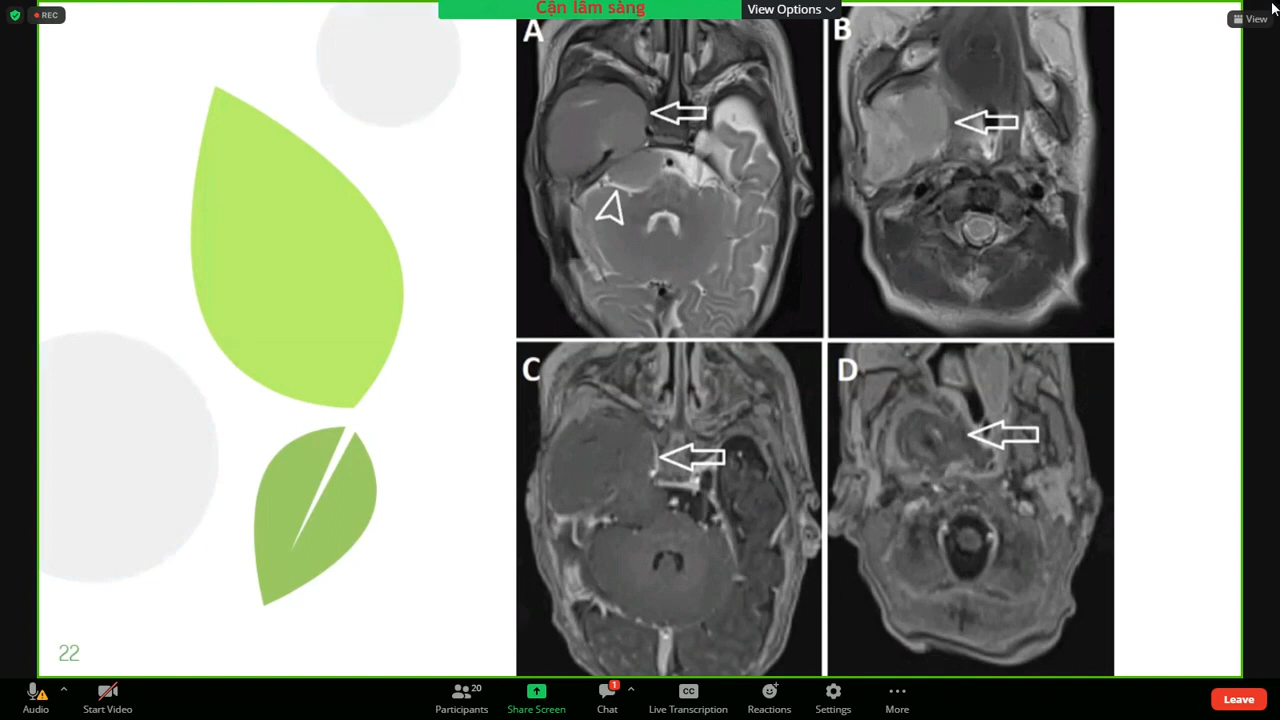 REC
Cận lâm sàng
View Options
View
A
B
C
D
22
Audio
Start Video
Participants
20
Share Screen
Chat
1
CC
Live Transcription
Reactions
Settings
More
Leave